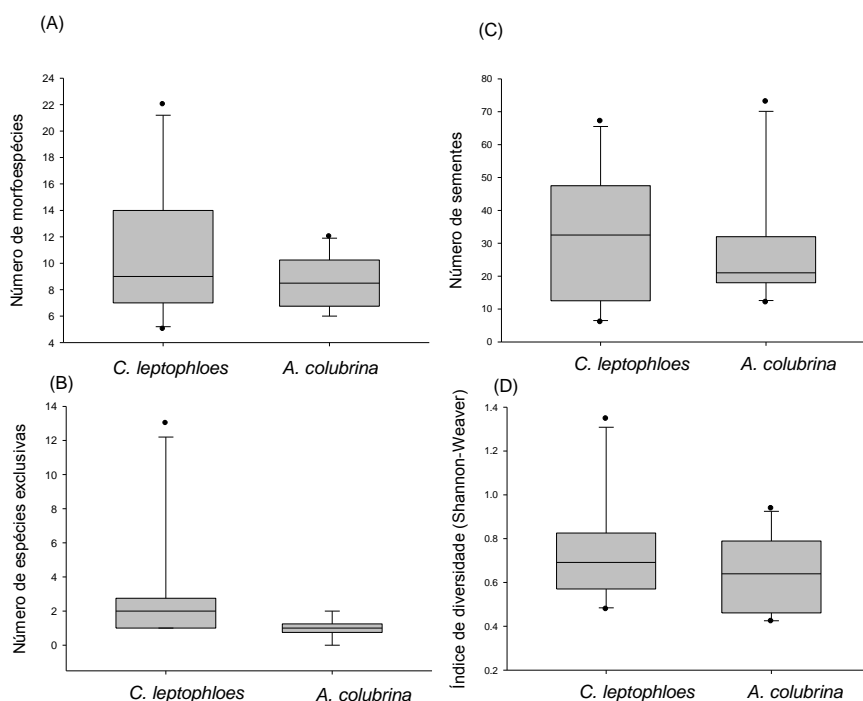 (A)
Número de morfoespécies
24
22
20
18
16
14
12
10
8
6
4
C. leptophloes
A. colubrina
(B)
Número de espécies exclusivas
14
12
10
8
6
4
2
0
C. leptophloes
A. colubrina
(C)
Número de sementes
80
70
60
50
40
30
20
10
0
C. leptophloes
A. colubrina
(D)
Índice de diversidade (Shannon-Weaver)
1.4
1.2
1.0
0.8
0.6
0.4
0.2
C. leptophloes
A. colubrina